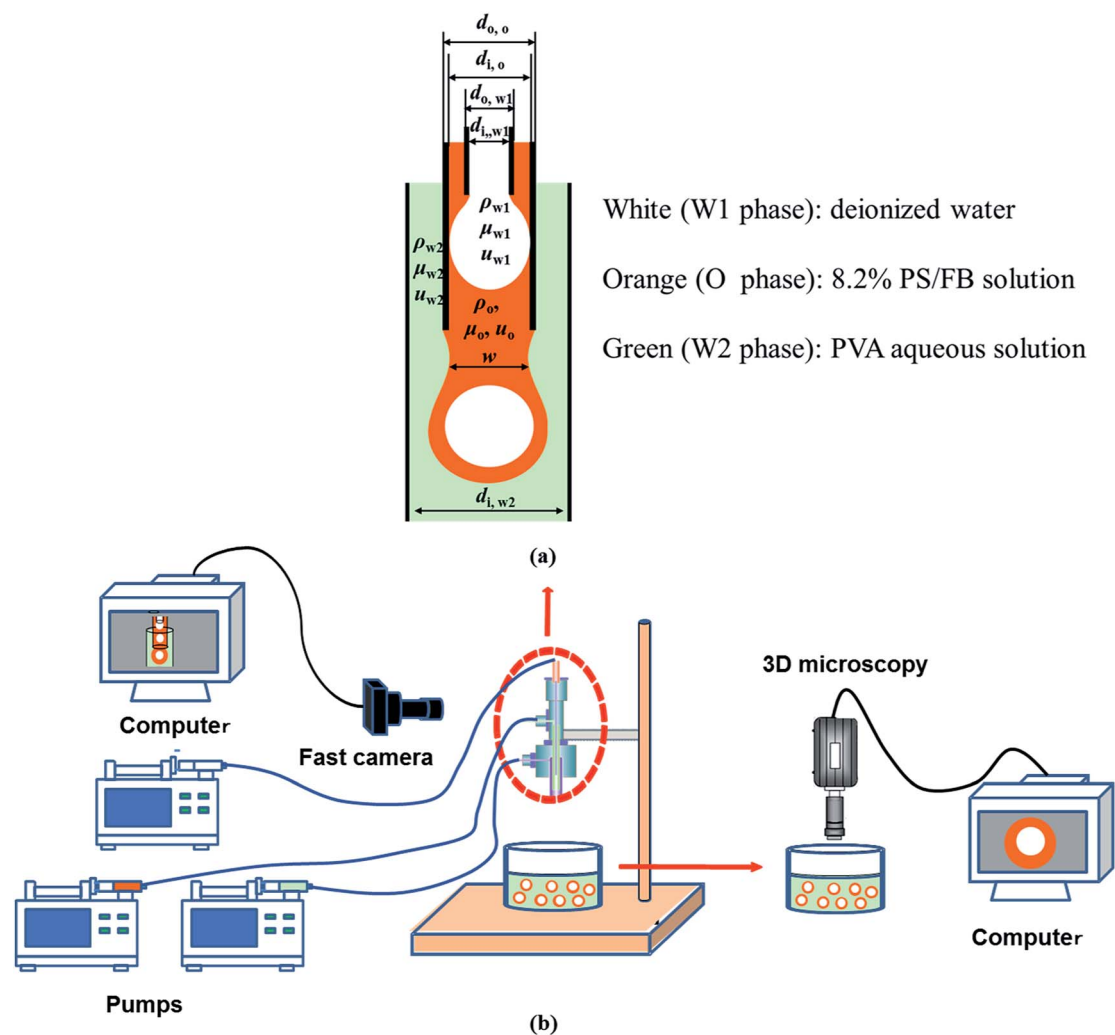 d_o, o
d_i, o
d_o, w1
d_i,,w1
ρ_w1
μ_w1
u_w1
ρ_w2
μ_w2
u_w2
ρ_o,
μ_o, u_o
w
d_i, w2
White (W1 phase): deionized water
Orange (O phase): 8.2% PS/FB solution
Green (W2 phase): PVA aqueous solution
(a)
Computer
Fast camera
3D microscopy
Computer
Pumps
(b)